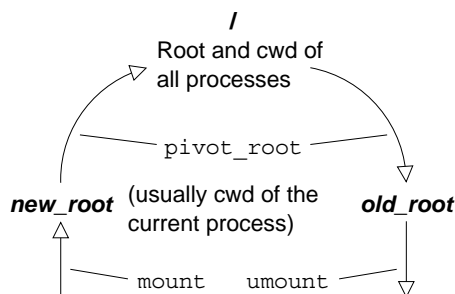 /
Root and cwd of
all processes
pivot_root
new_root
(usually cwd of the
current process)
old_root
mount
umount